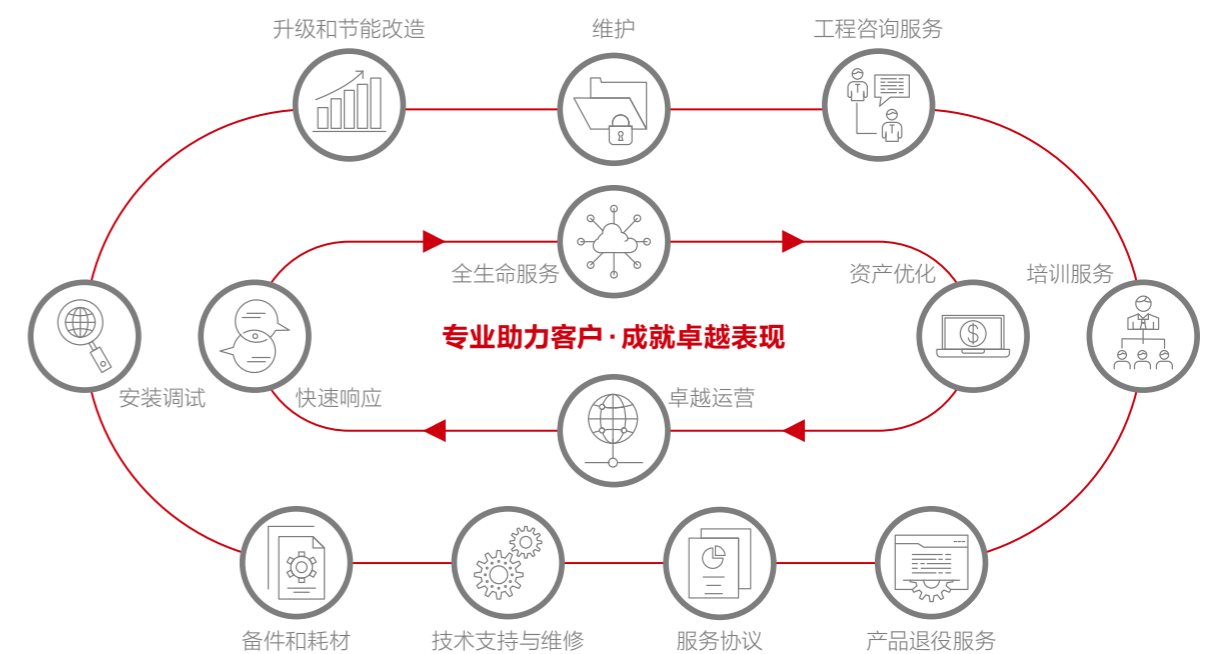 升级和节能改造
维护
工程咨询服务
全生命服务
资产优化
培训服务
专业助力客户·成就卓越表现
安装调试
快速响应
卓越运营
备件和耗材
技术支持与维修
服务协议
产品退役服务